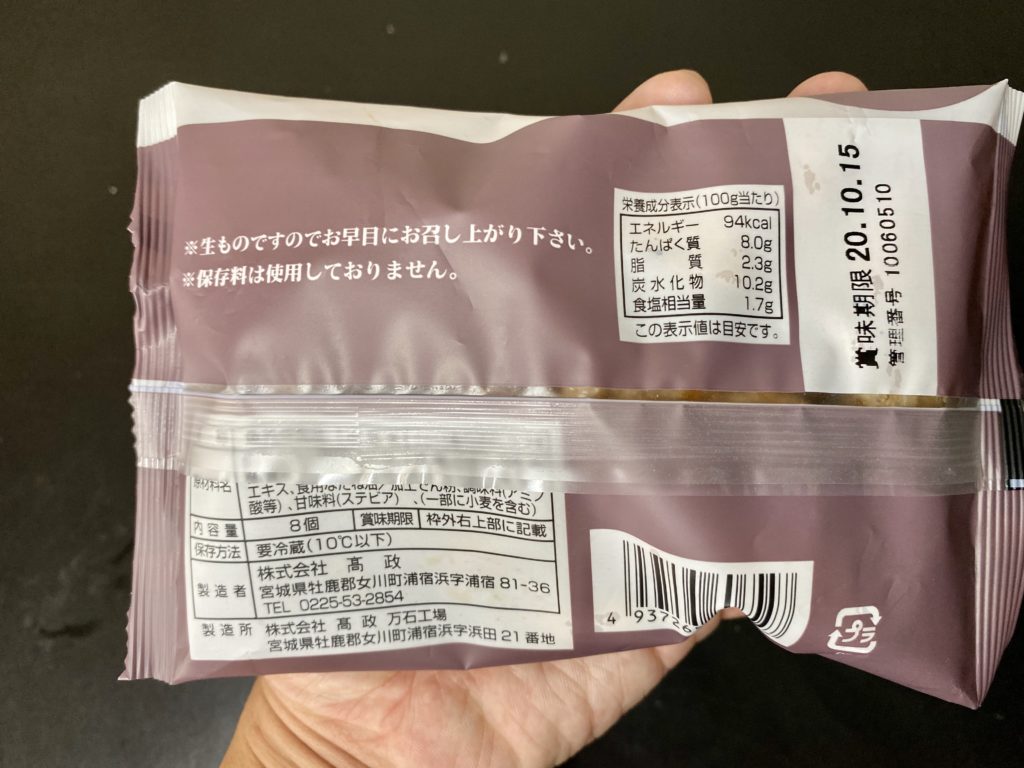 ※生ものですのでお早目にお召し上がり下さい。
※保存料は使用しておりません。
栄養成分表示(100g当たり)
エネルギー 94kcal
たんぱく質 8.0g
脂質 2.3g
炭水化物 10.2g
食塩相当量 1.7g
この表示値は目安です。
賞味期限 20.10.15
管理番号 10060510
原材料名
エキス、食用なたね油/加工でん粉、調味料(アミノ
酸等)、甘味料(ステビア)、(一部に小麦を含む)
内容量 8個 賞味期限 枠外右上部に記載
保存方法 要冷蔵(10℃以下)
製造者 株式会社 髙政
宮城県牡鹿郡女川町浦宿浜字浦宿 81-36
TEL 0225-53-2854
製造所 株式会社 髙政 万石工場
宮城県牡鹿郡女川町浦宿浜字浜田 21 番地
4 93726
プラ